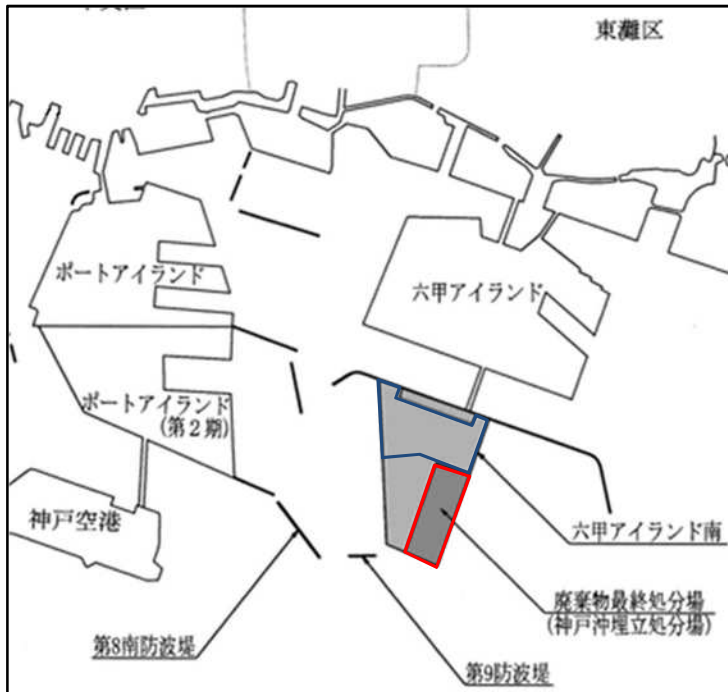 東灘区
ポートアイランド
六甲アイランド
ポートアイランド
(第2期)
神戸空港
六甲アイランド南
廃棄物最終処分場
(神戸沖埋立処分場)
第8南防波堤
第9防波堤